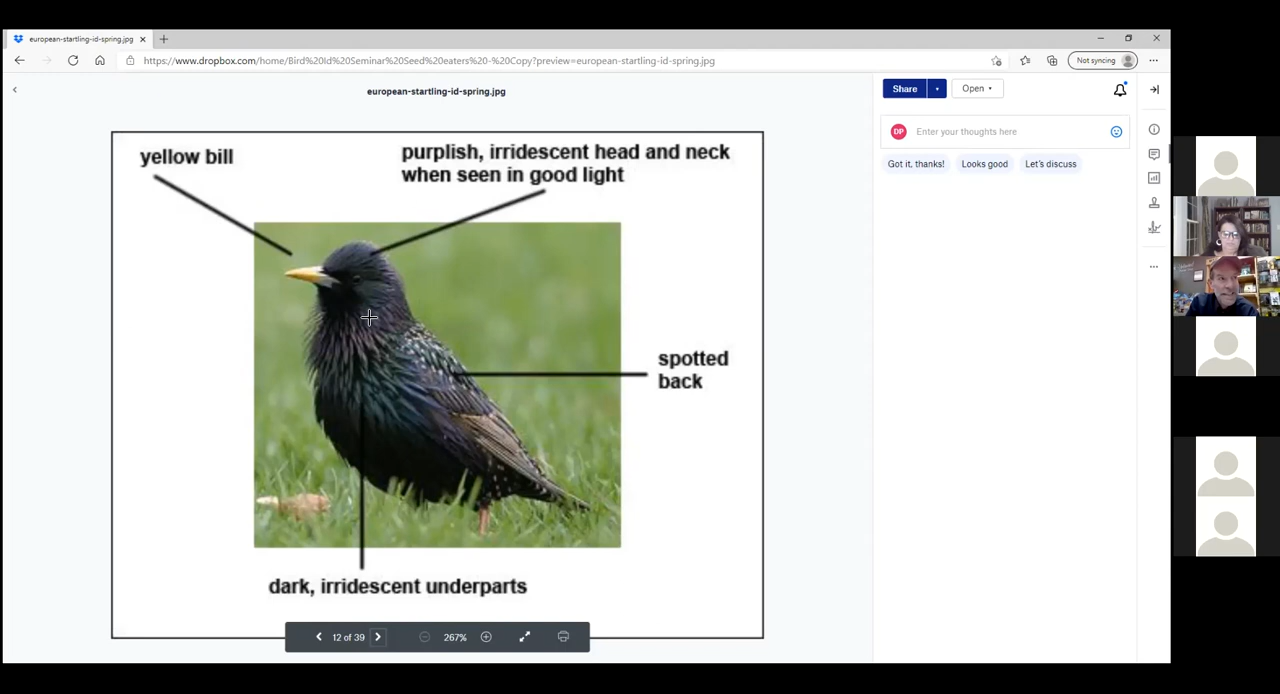 european-startling-id-spring.jpg
https://www.dropbox.com/home/Bird%20Id%20Seminar%20Seed%20eaters%20-%20Copy?preview=european-startling-id-spring.jpg
Not syncing
european-startling-id-spring.jpg
Share
Open
DP
Enter your thoughts here
Got it, thanks!
Looks good
Let's discuss
yellow bill
purplish, irridescent head and neck
when seen in good light
spotted
back
dark, irridescent underparts
12 of 39
267%